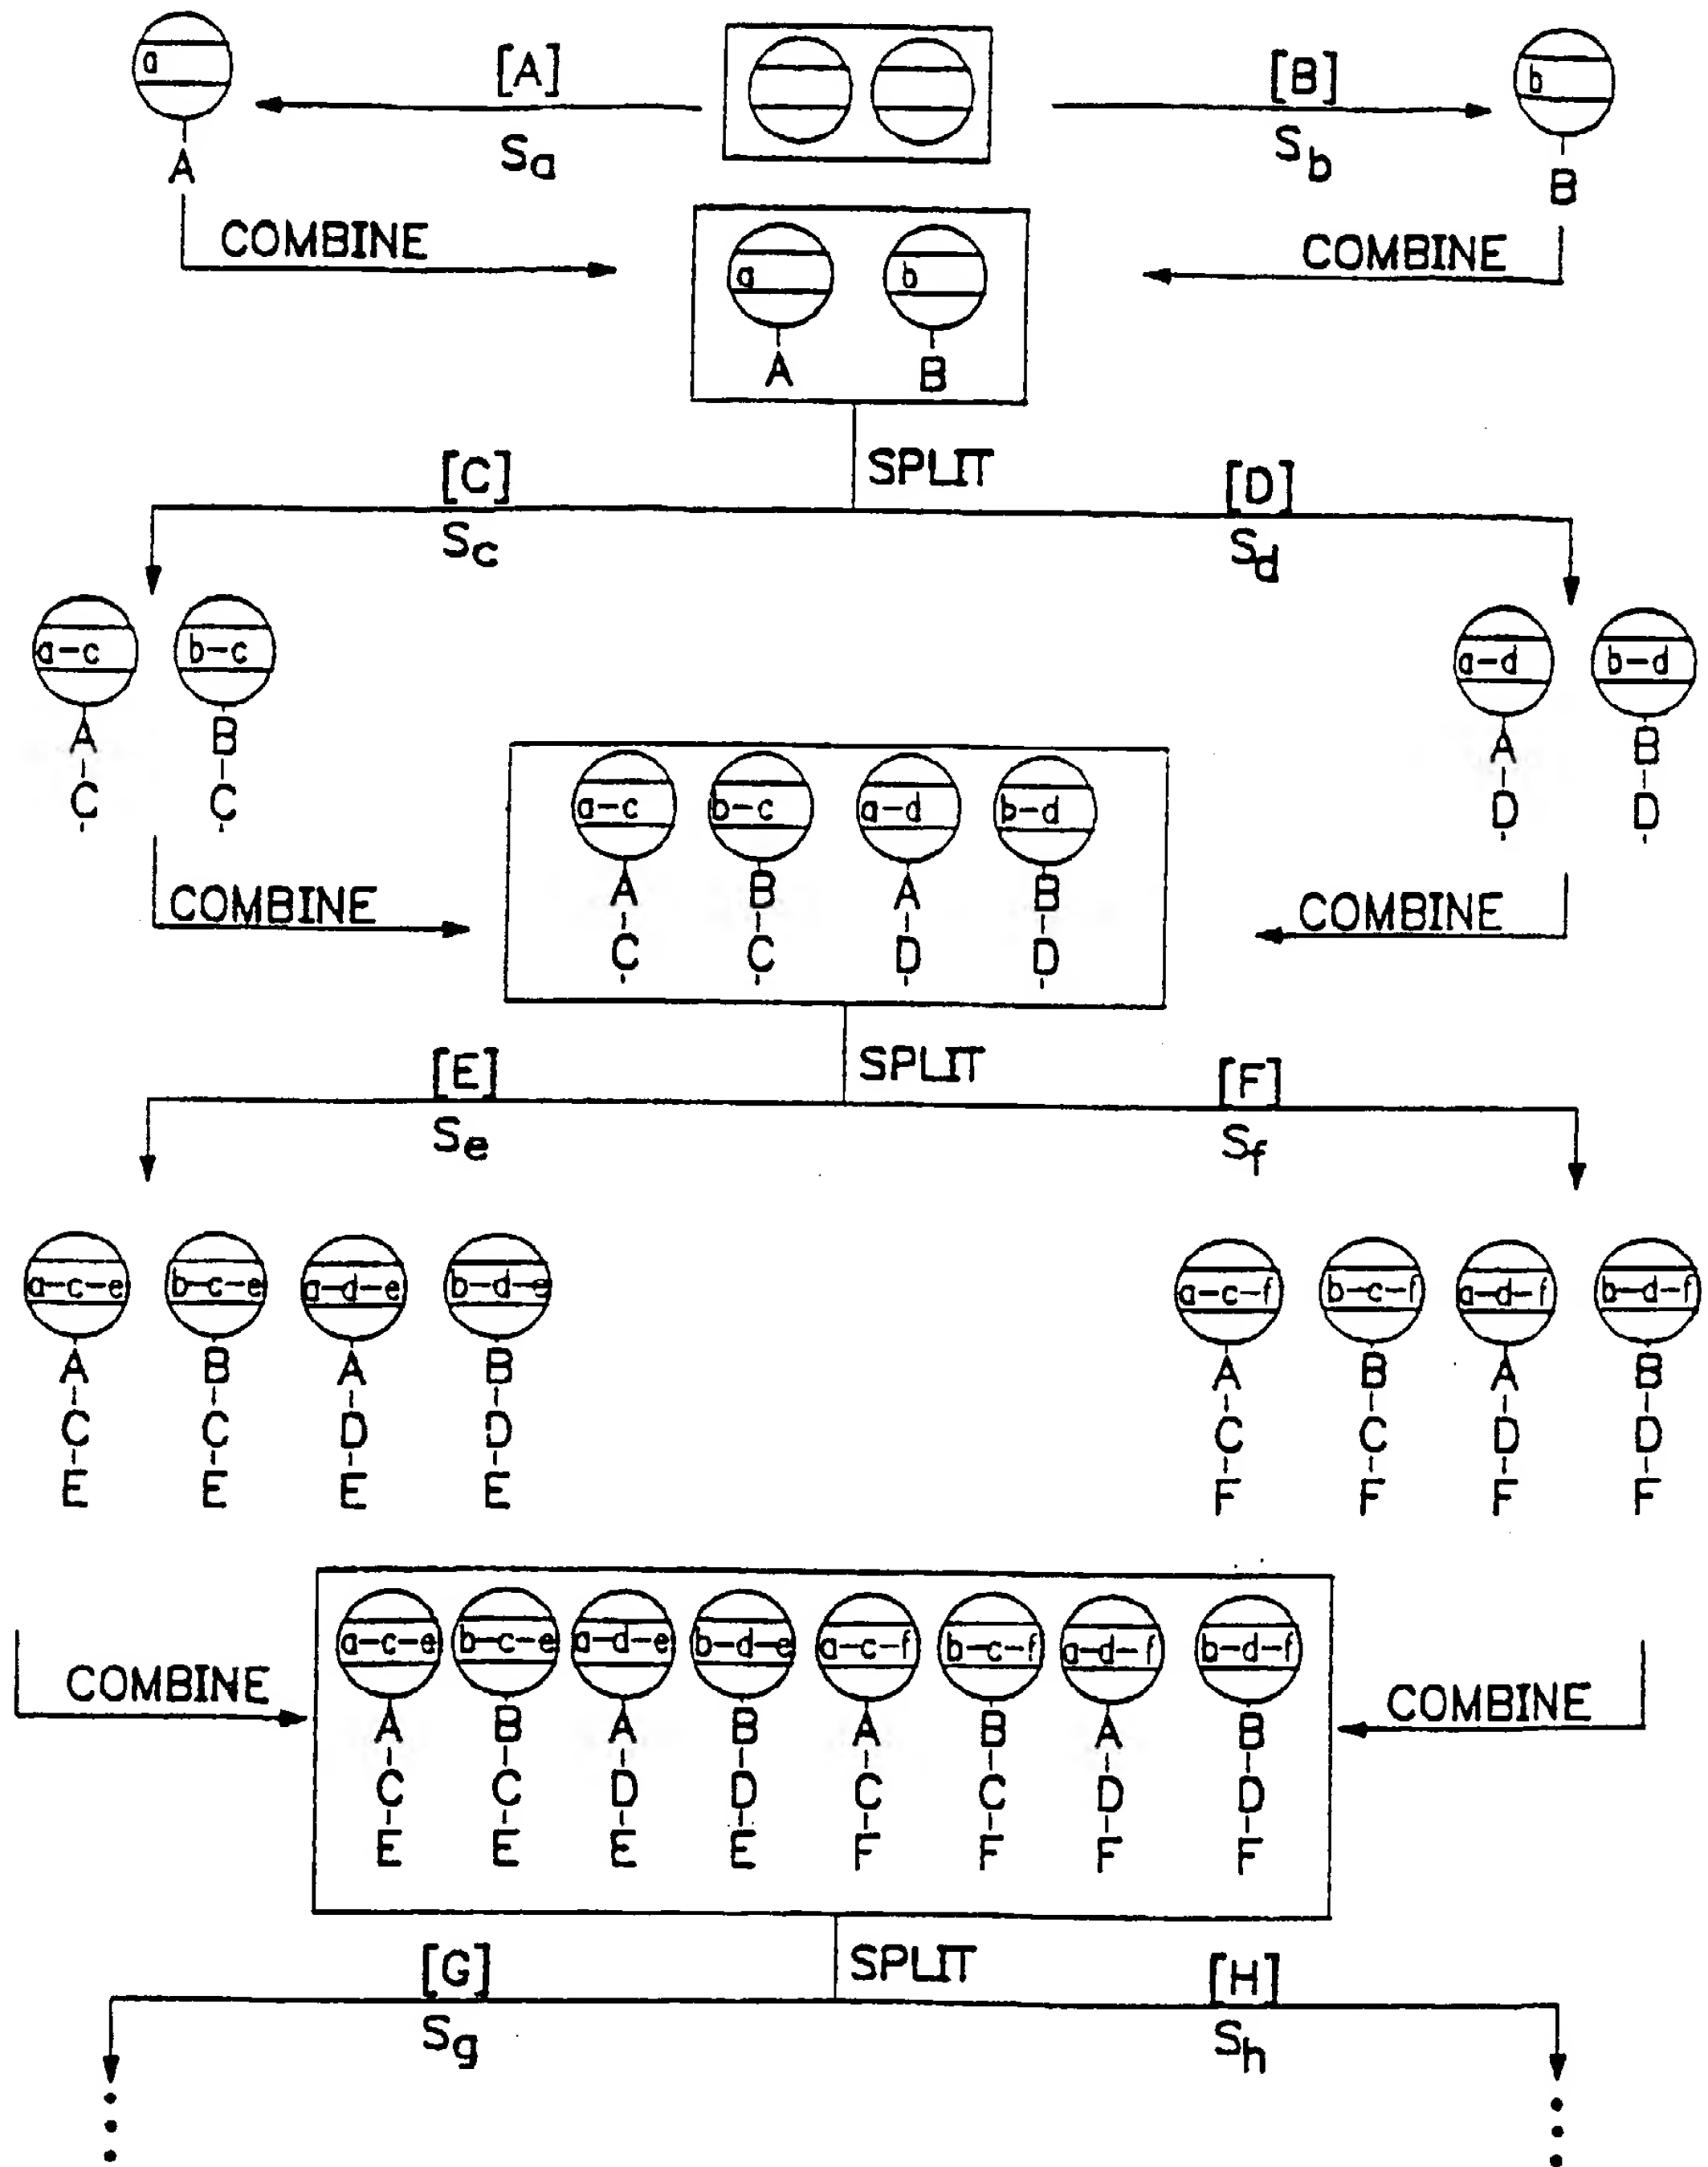 a [A] [B] b
A Sa Sb B
COMBINE COMBINE
a b
A B
[C] SPLIT [D]
Sc Sd
a-c b-c a-d b-d
A B A B
C C D D
a-c b-c a-d b-d
A B A B
C C D D
COMBINE COMBINE
[E] SPLIT [F]
Se Sf
a-c-e b-c-e a-d-e b-d-e a-c-f b-c-f a-d-f b-d-f
A B A B A B A B
C C D D C C D D
E E E E F F F F
a-c-e b-c-e a-d-e b-d-e a-c-f b-c-f a-d-f b-d-f
COMBINE COMBINE
A B A B A B A B
C C D D C C D D
E E E E F F F F
[G] SPLIT [H]
Sg Sh